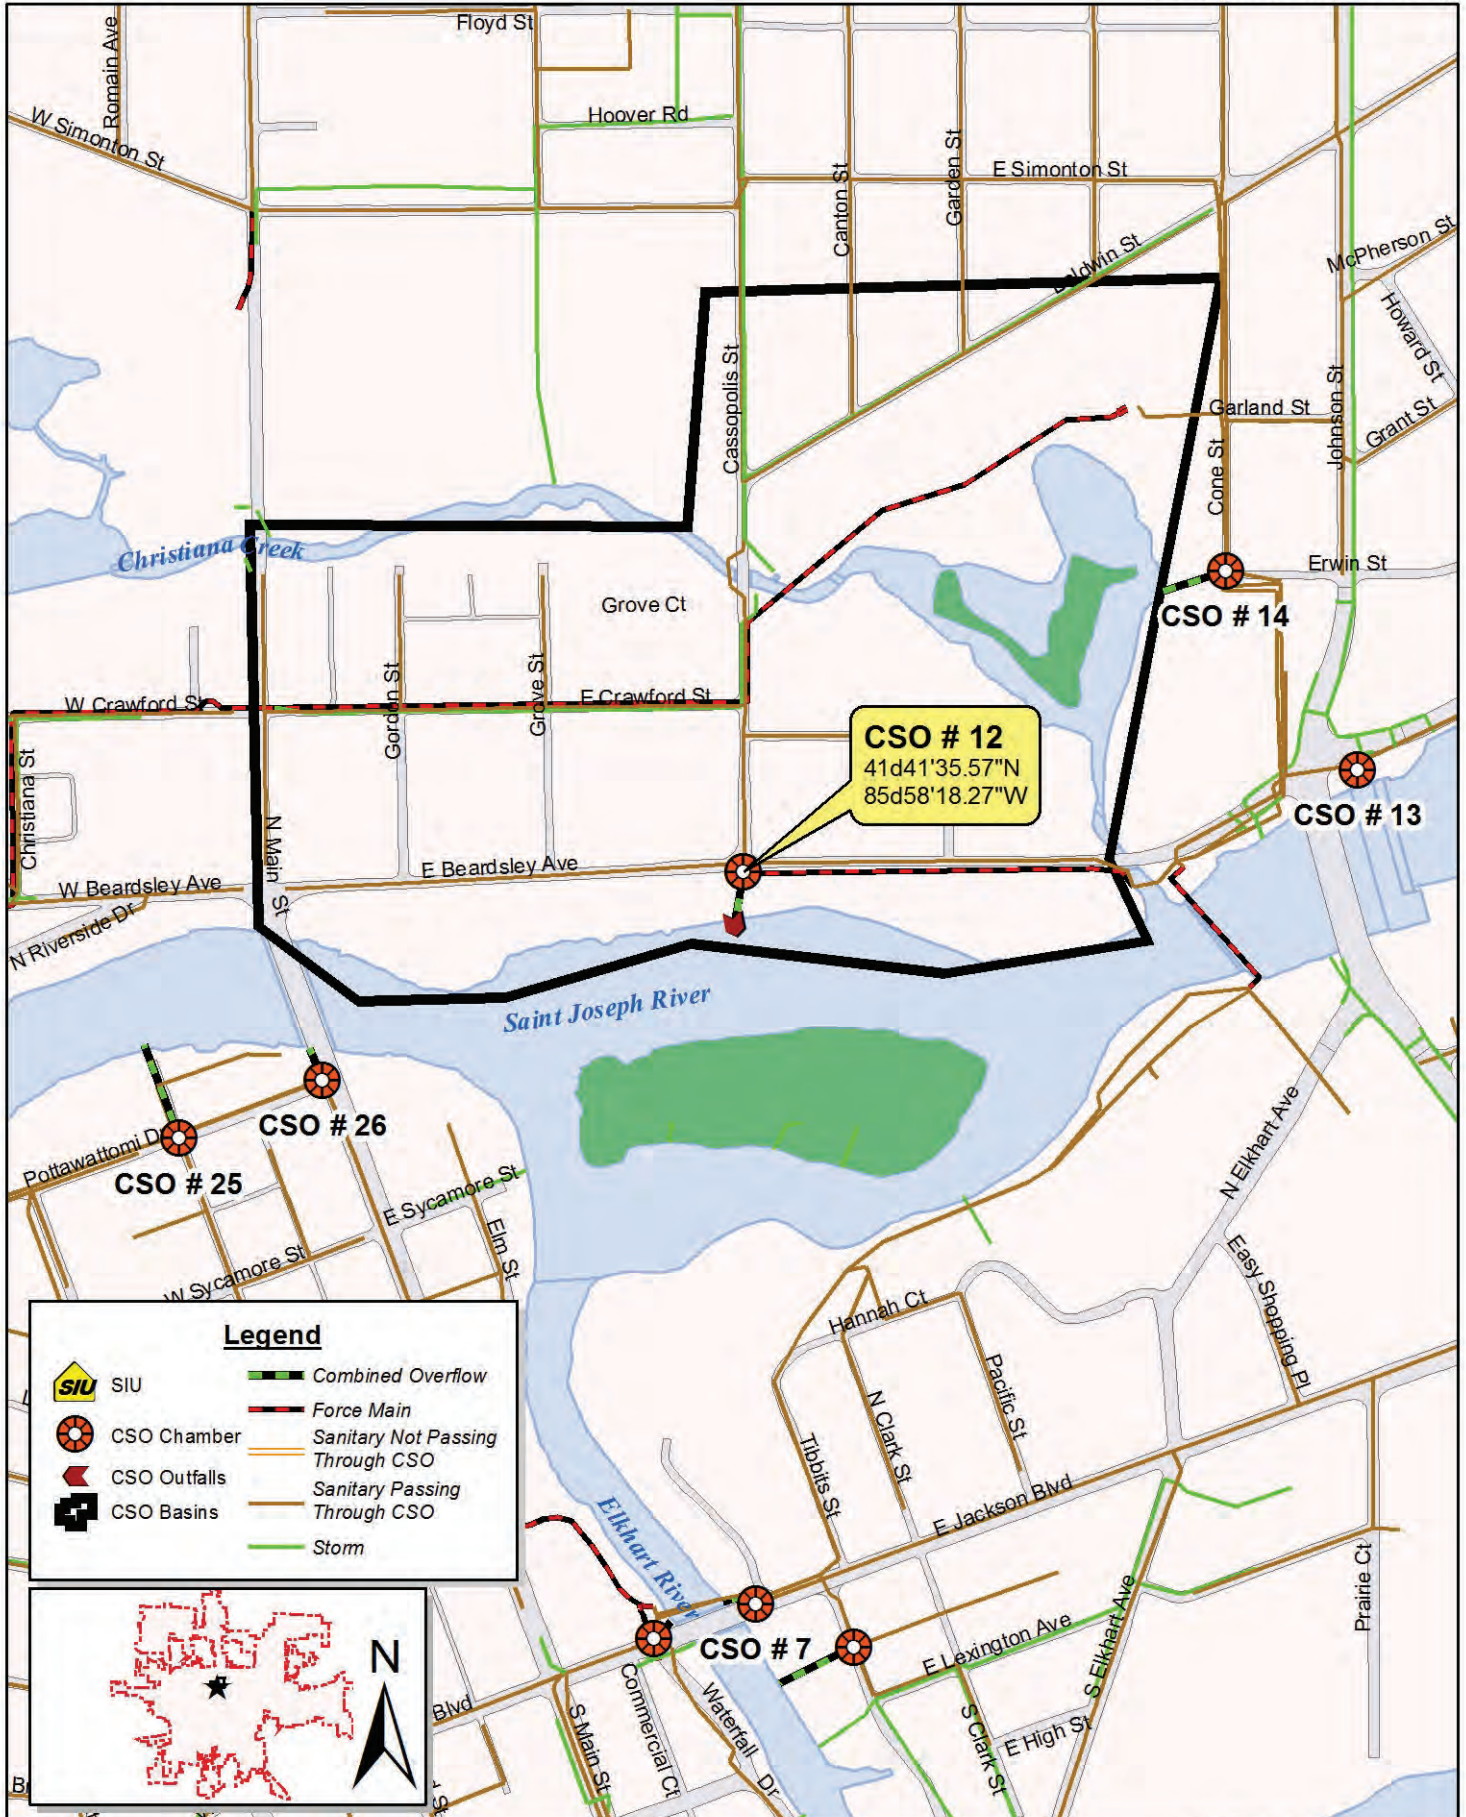 Floyd St
Romain Ave
Hoover Rd
W Simonton St
E Simonton St
Canton St
Garden St
McPherson St
Howard St
Cassopolis St
Johnson St
Garland St
Grant St
Cone St
Christiana Creek
Erwin St
Grove Ct
CSO # 14
W Crawford St
E Crawford St
Gordon St
Grove St
CSO # 12
41d41'35.57"N
85d58'18.27"W
Christiana St
CSO # 13
N Main St
E Beardsley Ave
W Beardsley Ave
N Riverside Dr
Saint Joseph River
CSO # 26
Pottawattomi Dr
CSO # 25
N Elkhart Ave
E Sycamore St
Elm St
W Sycamore St
Easy Shopping Pl
Hannah Ct
Pacific St
N Clark St
Tibbits St
E Jackson Blvd
Legend
SIU SIU
CSO Chamber
CSO Outfalls
CSO Basins
Combined Overflow
Force Main
Sanitary Not Passing
Through CSO
Sanitary Passing
Through CSO
Storm
Elkhart River
Prairie Ct
CSO # 7
E Lexington Ave
S Elkhart Ave
N
Blvd
Commercial Ct
Waterfall Dr
S Main St
S Clark St
E High St
St